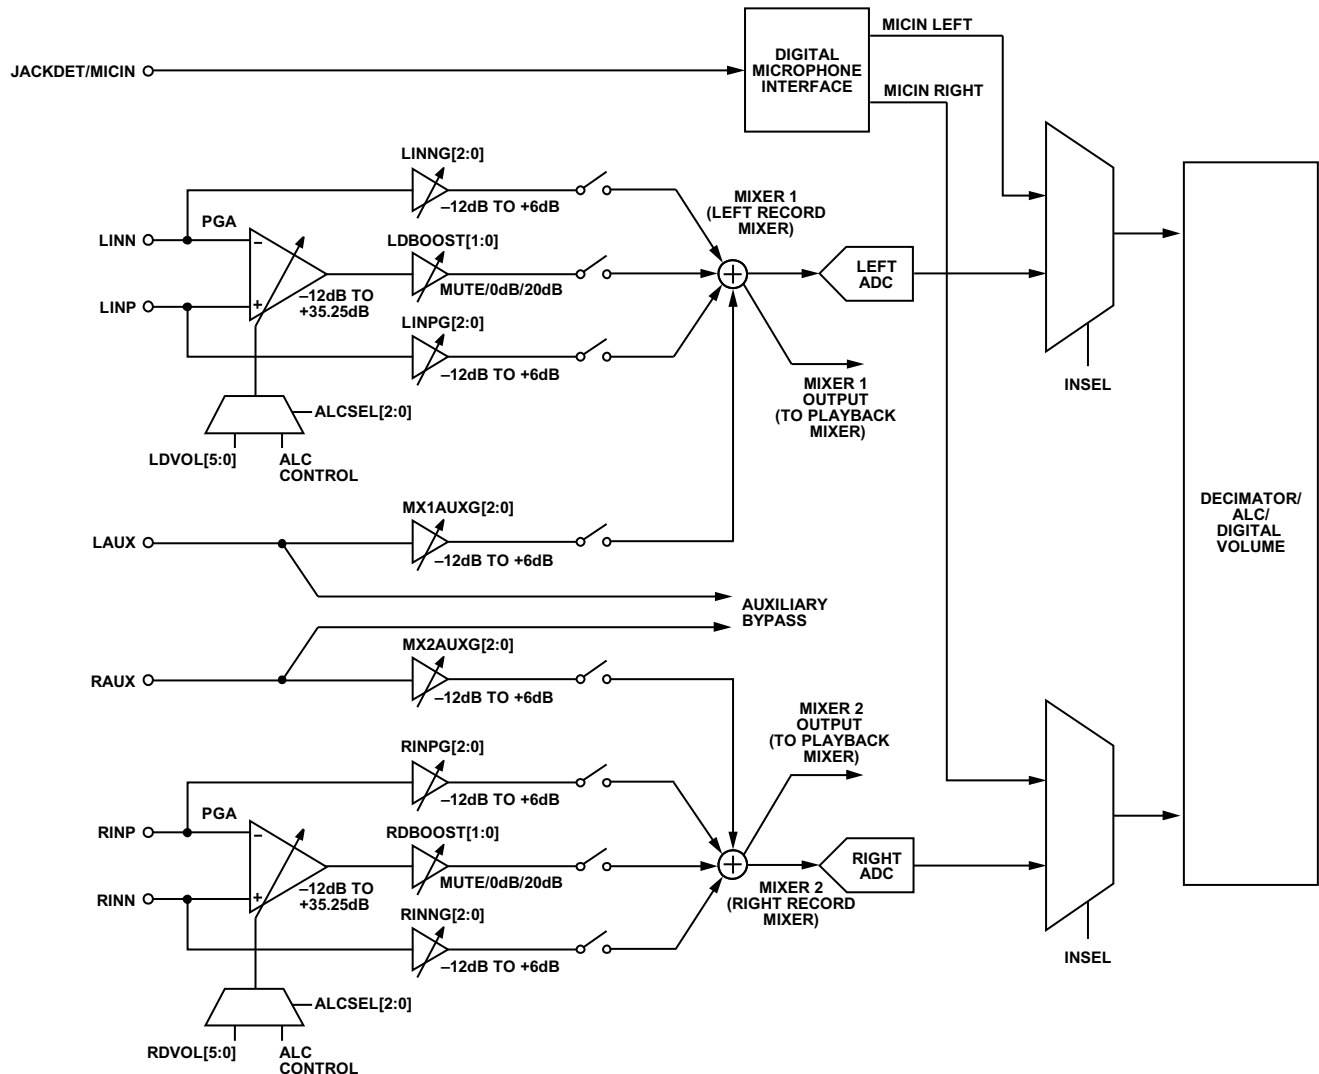 MICIN LEFT
JACKDET/MICIN
DIGITAL
MICROPHONE
INTERFACE
MICIN RIGHT
LINNG[2:0]
–12dB TO +6dB
PGA
LINN
–
LDBOOST[1:0]
MUTE/0dB/20dB
LINP
+
–12dB TO
+35.25dB
LINPG[2:0]
–12dB TO +6dB
MIXER 1
(LEFT RECORD
MIXER)
+
LEFT
ADC
INSEL
MIXER 1
OUTPUT
(TO PLAYBACK
MIXER)
ALCSEL[2:0]
LDVOL[5:0]
ALC
CONTROL
MX1AUXG[2:0]
LAUX
–12dB TO +6dB
DECIMATOR/
ALC/
DIGITAL
VOLUME
AUXILIARY
BYPASS
MX2AUXG[2:0]
RAUX
–12dB TO +6dB
MIXER 2
OUTPUT
(TO PLAYBACK
MIXER)
RINPG[2:0]
–12dB TO +6dB
PGA
RINP
–
RDBOOST[1:0]
MUTE/0dB/20dB
RINN
+
–12dB TO
+35.25dB
RINNG[2:0]
–12dB TO +6dB
+
MIXER 2
(RIGHT RECORD
MIXER)
RIGHT
ADC
INSEL
ALCSEL[2:0]
RDVOL[5:0]
ALC
CONTROL